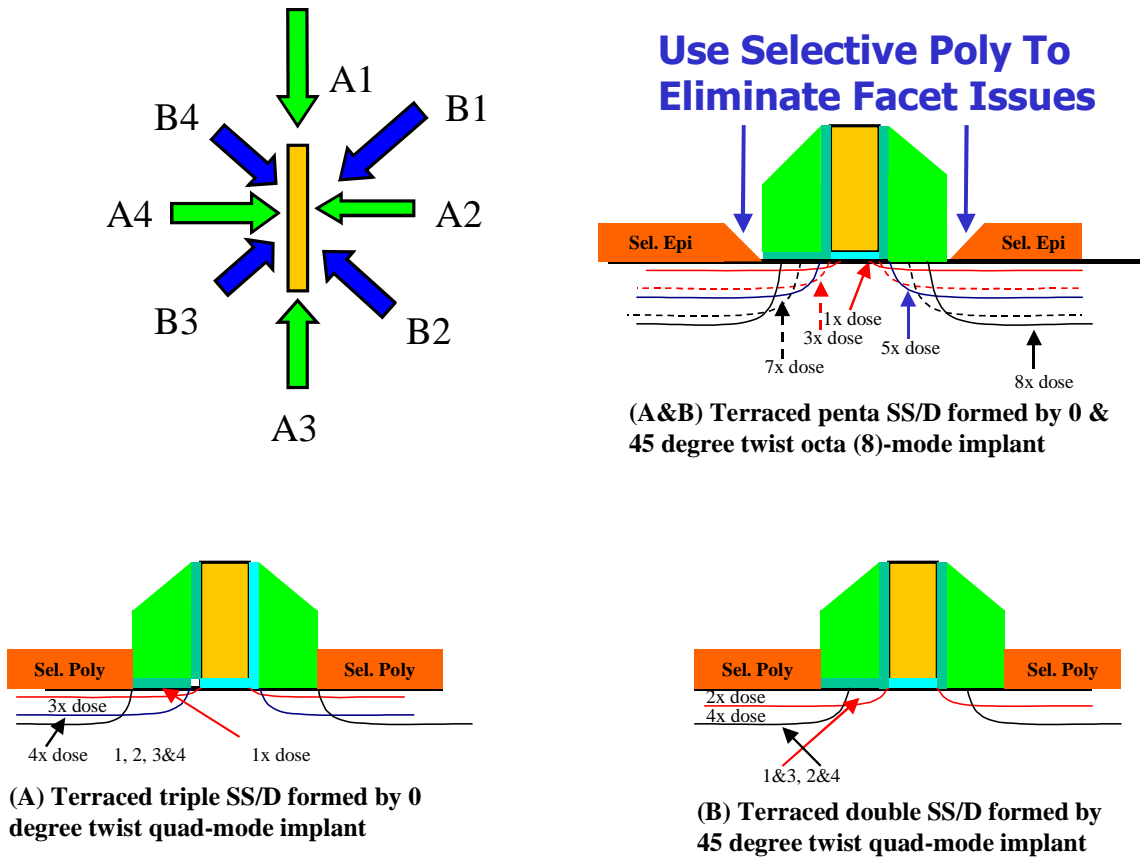 A1
B4
B1
A4
A2
B3
B2
A3
Use Selective Poly To
Eliminate Facet Issues
Sel. Epi
Sel. Epi
1x dose
3x dose
5x dose
7x dose
8x dose
(A&B) Terraced penta SS/D formed by 0 &
45 degree twist octa (8)-mode implant
Sel. Poly
Sel. Poly
3x dose
4x dose
1, 2, 3&4
1x dose
(A) Terraced triple SS/D formed by 0
degree twist quad-mode implant
Sel. Poly
Sel. Poly
2x dose
4x dose
1&3, 2&4
(B) Terraced double SS/D formed by
45 degree twist quad-mode implant